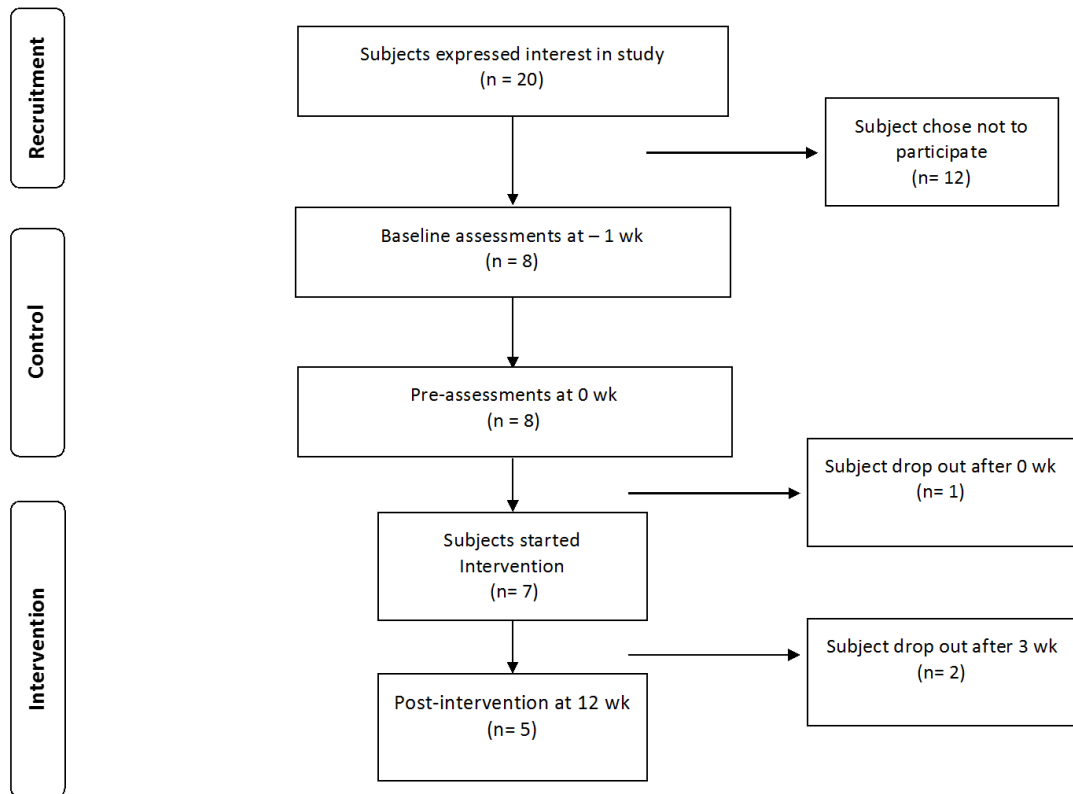 Recruitment
Subjects expressed interest in study
(n = 20)
Subject chose not to
participate
(n= 12)
Control
Baseline assessments at – 1 wk
(n = 8)
Pre-assessments at 0 wk
(n = 8)
Subject drop out after 0 wk
(n= 1)
Intervention
Subjects started
Intervention
(n= 7)
Subject drop out after 3 wk
(n= 2)
Post-intervention at 12 wk
(n= 5)